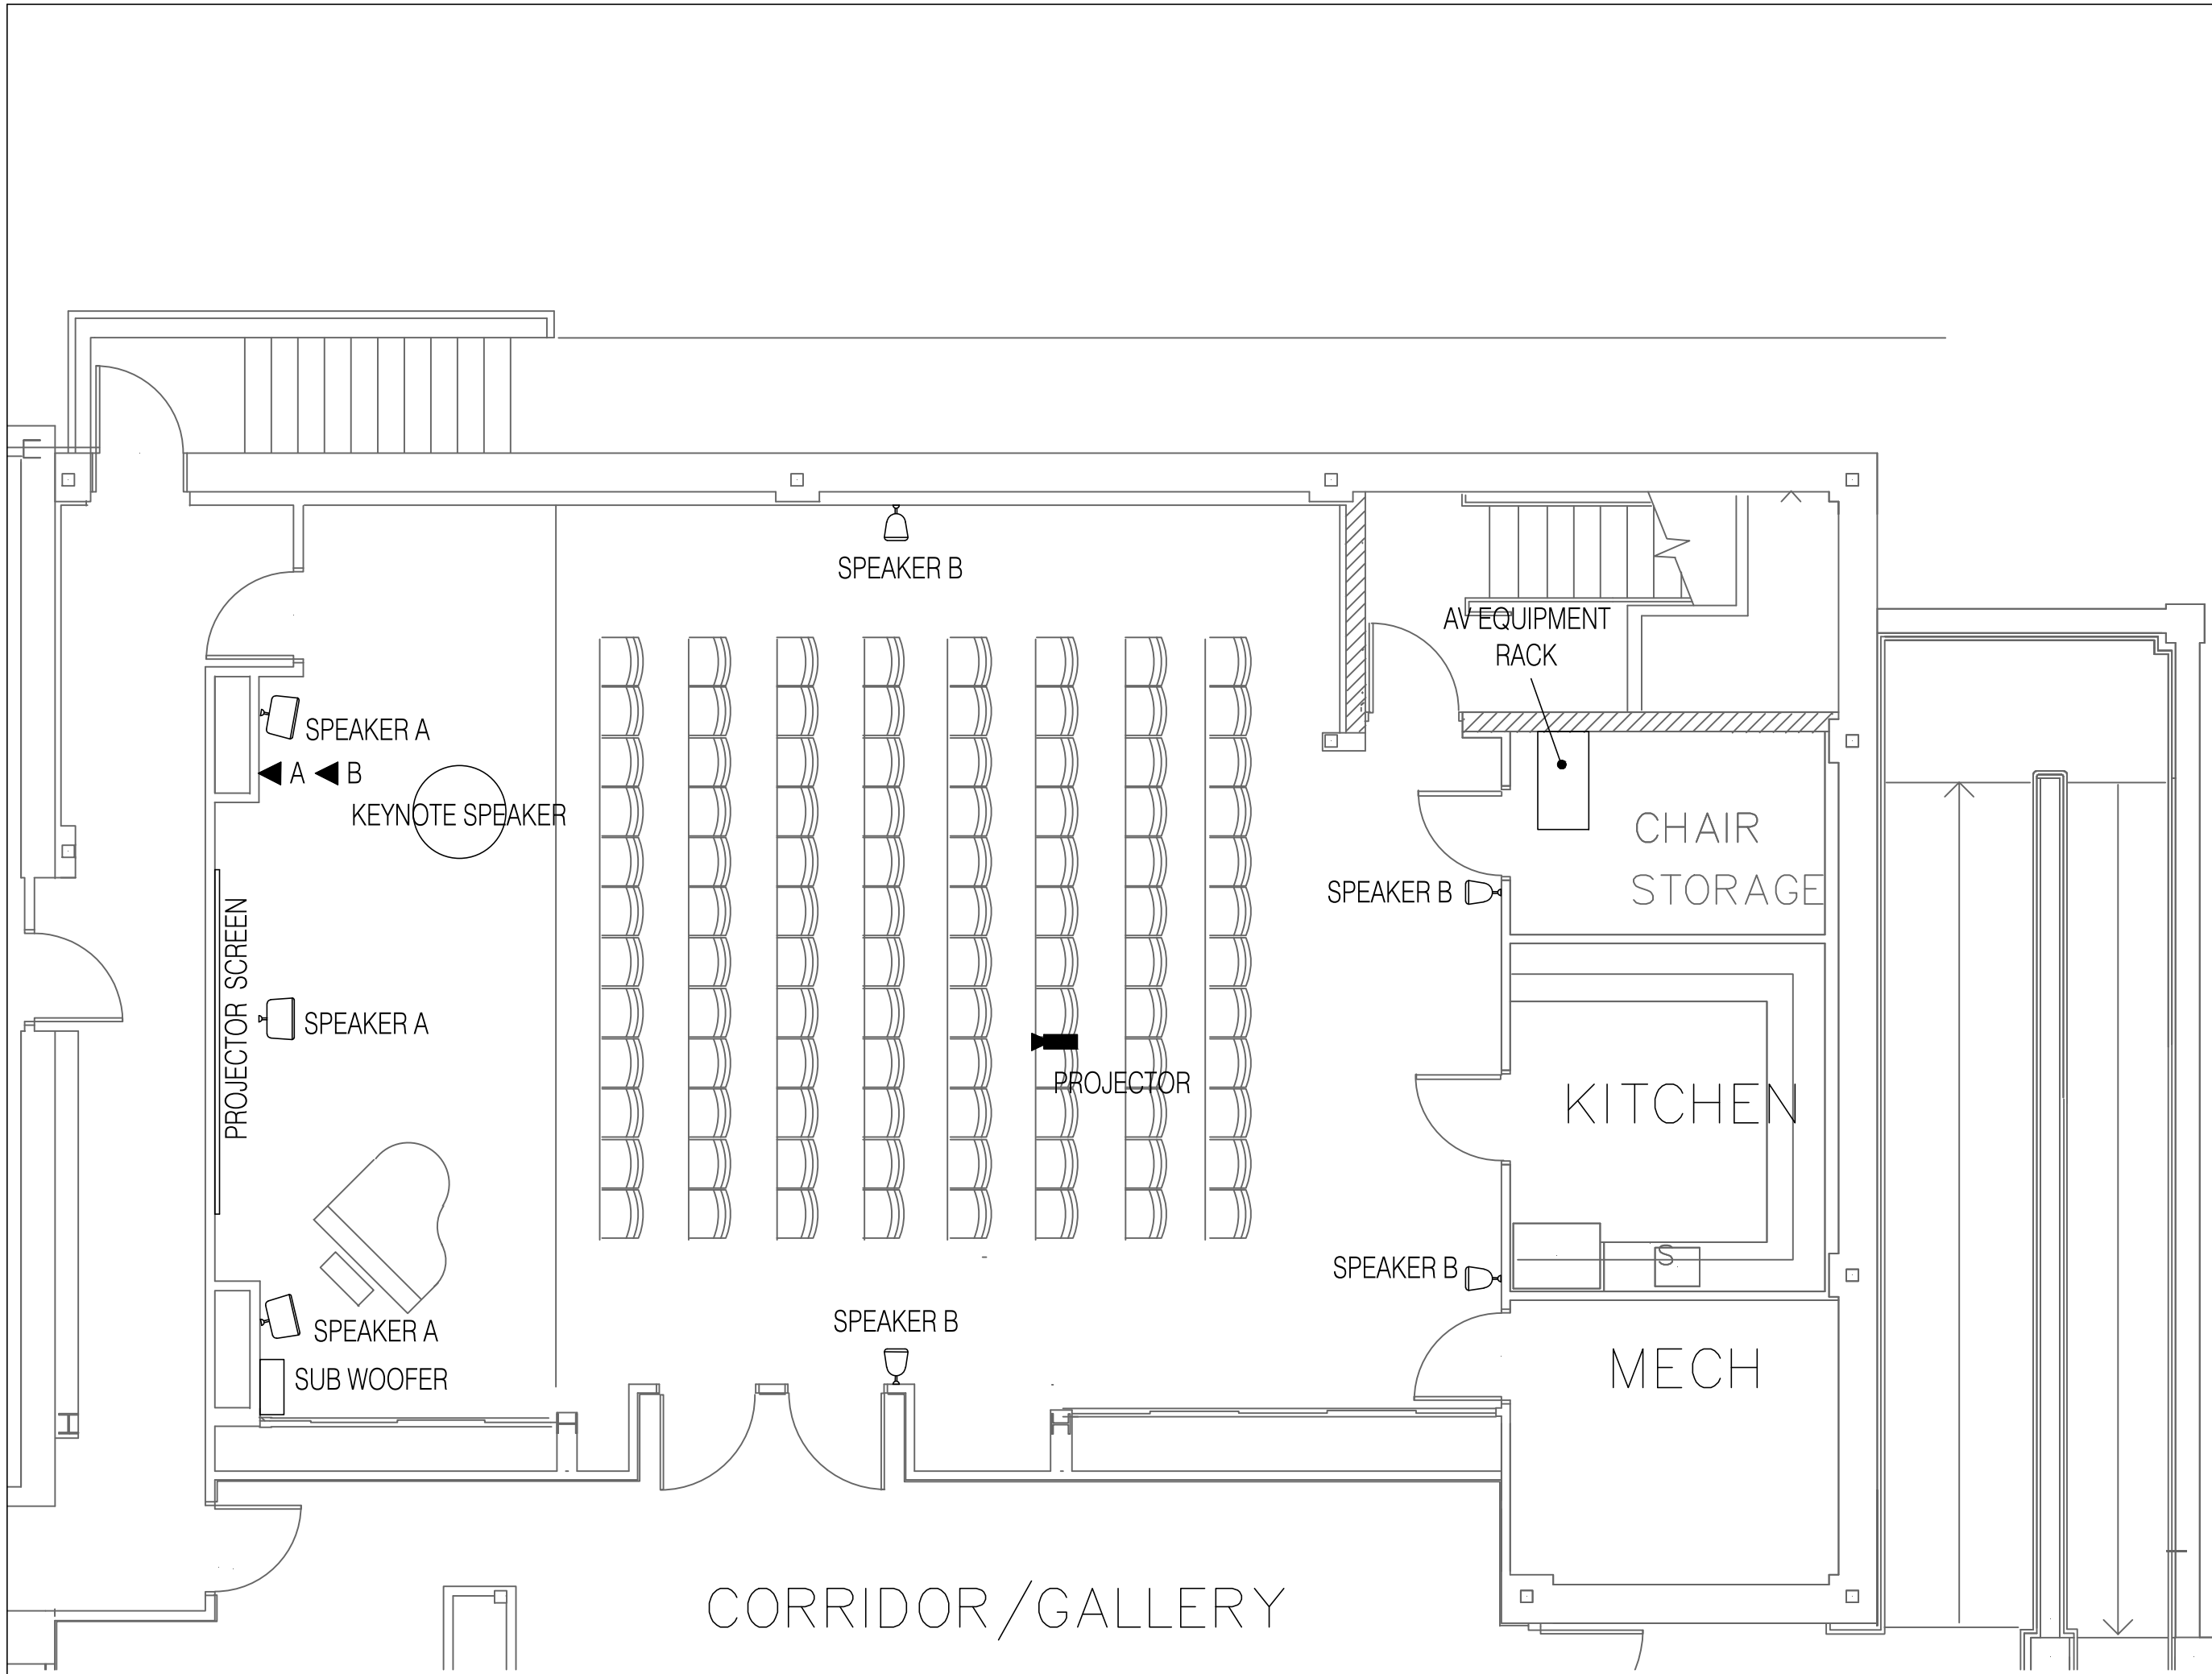 SPEAKER B
AV EQUIPMENT
RACK
SPEAKER A
A B
KEYNOTE SPEAKER
CHAIR
STORAGE
SPEAKER B
PROJECTOR SCREEN
SPEAKER A
PROJECTOR
KITCHEN
S
SPEAKER B
SPEAKER B
SPEAKER A
SUB WOOFER
MECH
CORRIDOR/GALLERY